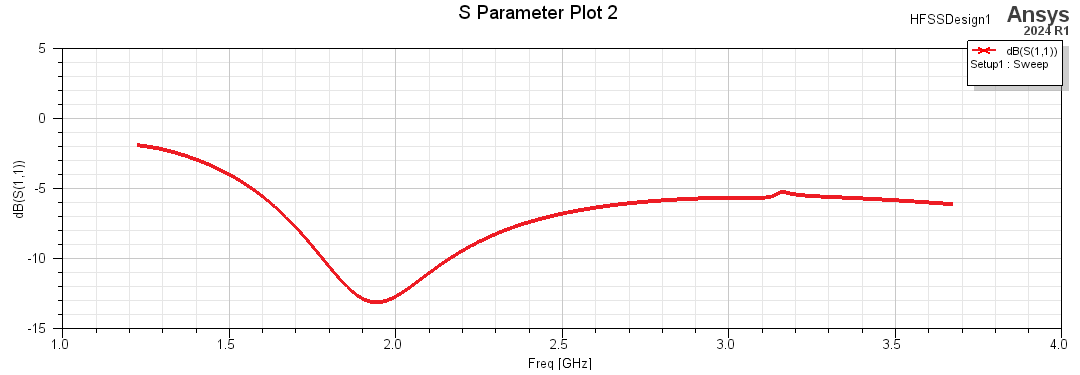 S Parameter Plot 2
HFSSDesign1
Ansys
2024 R1
dB(S(1,1))
Setup1 : Sweep
5
0
-5
-10
-15
dB(S(1,1))
1.0 1.5 2.0 2.5 3.0 3.5 4.0
Freq [GHz]